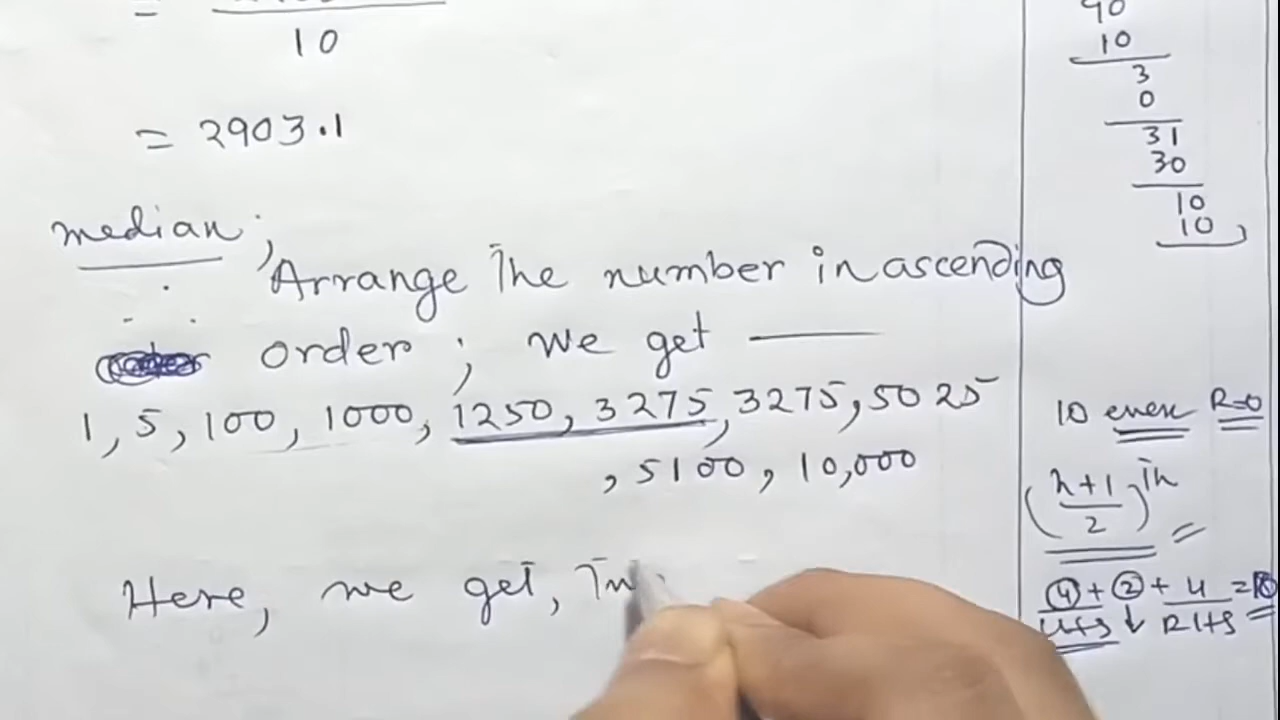 =
10
= 2903.1
median ;
Arrange The number in ascending
order ; we get —
1, 5, 100, 1000, 1250, 3275, 3275, 5025
, 5100, 10,000
Here, we get,
90
10
3
0
31
30
10
10
10 even R=0
(n+1/2)th
4 + 2 + 4 = 10
LHS ↓ RHS